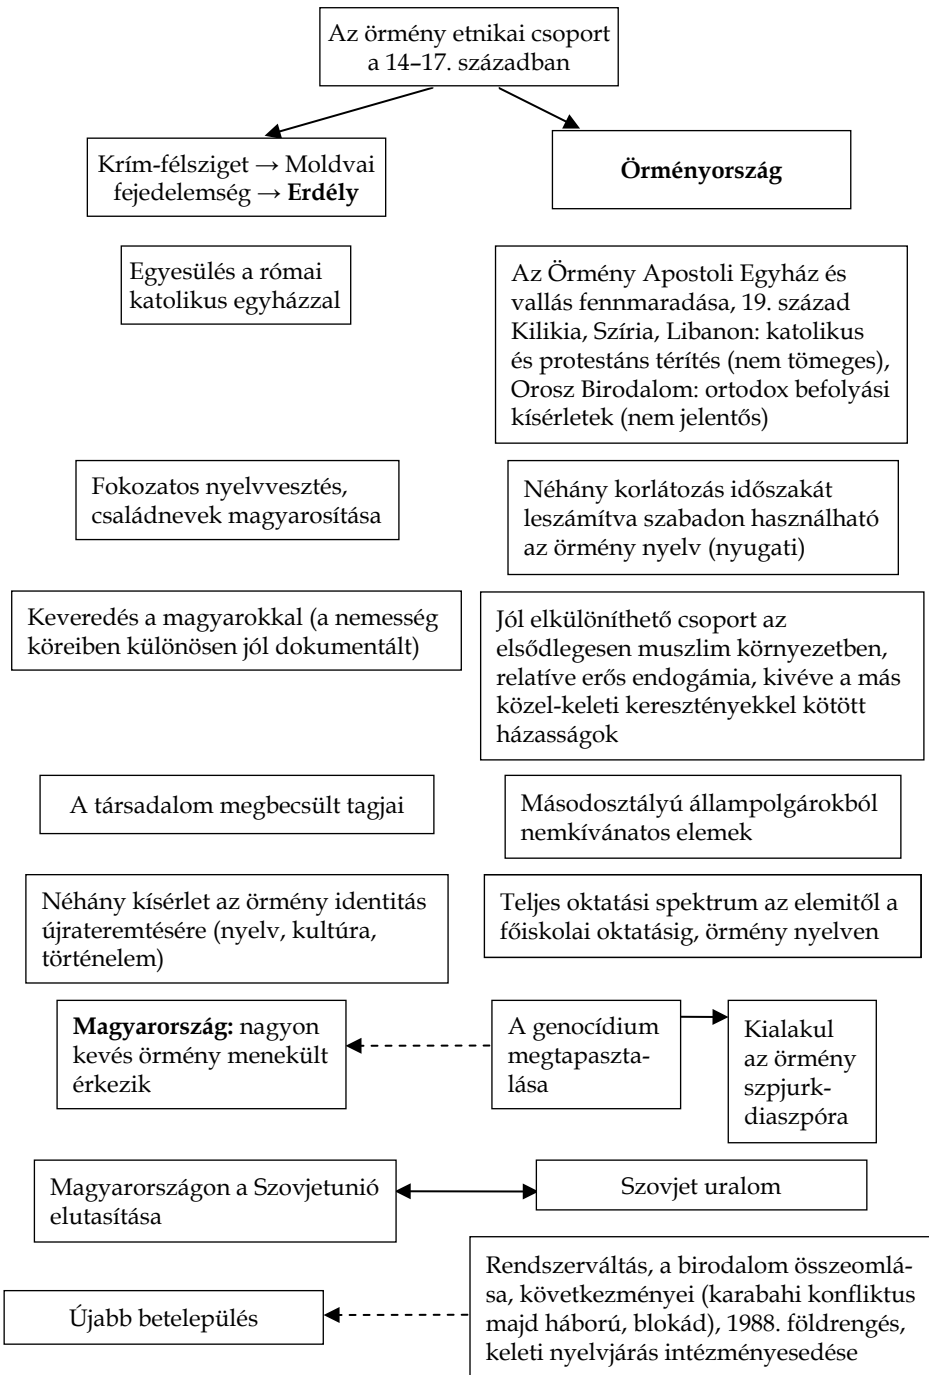 Az örmény etnikai csoport
a 14–17. században
Krím-félsziget → Moldvai
fejedelemség → Erdély
Örményország
Egyesülés a római
katolikus egyházzal
Az Örmény Apostoli Egyház és
vallás fennmaradása, 19. század
Kilikia, Szíria, Libanon: katolikus
és protestáns térítés (nem tömeges),
Orosz Birodalom: ortodox befolyási
kísérletek (nem jelentős)
Fokozatos nyelvvesztés,
családnevek magyarosítása
Néhány korlátozás időszakát
leszámítva szabadon használható
az örmény nyelv (nyugati)
Keveredés a magyarokkal (a nemesség
köreiben különösen jól dokumentált)
Jól elkülöníthető csoport az
elsődlegesen muszlim környezetben,
relatíve erős endogámia, kivéve a más
közel-keleti keresztényekkel kötött
házasságok
A társadalom megbecsült tagjai
Másodosztályú állampolgárokból
nemkívánatos elemek
Néhány kísérlet az örmény identitás
újrateremtésére (nyelv, kultúra,
történelem)
Teljes oktatási spektrum az elemitől a
főiskolai oktatásig, örmény nyelven
Magyarország: nagyon
kevés örmény menekült
érkezik
A genocídium
megtapaszta-
lása
Kialakul
az örmény
szpjurk-
diaszpóra
Magyarországon a Szovjetunió
elutasítása
Szovjet uralom
Újabb betelepülés
Rendszerváltás, a birodalom összeomlá-
sa, következményei (karabahi konfliktus
majd háború, blokád), 1988. földrengés,
keleti nyelvjárás intézményesedése